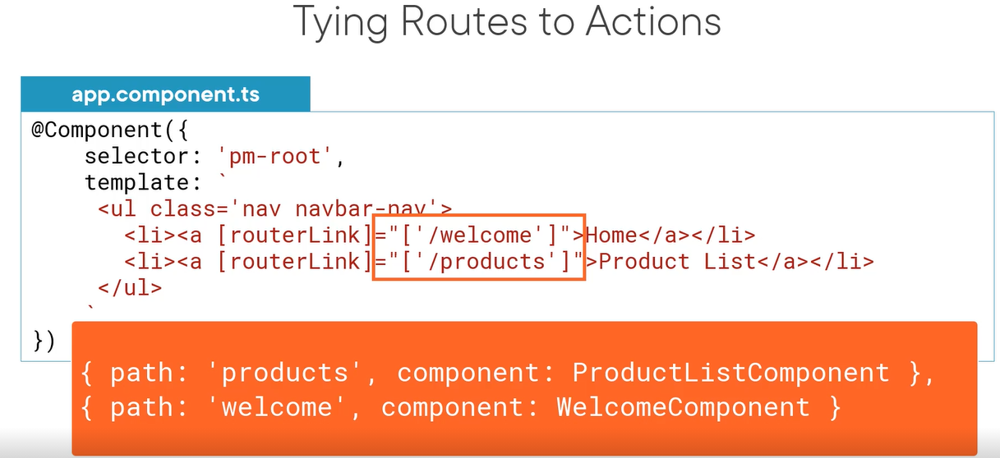 Tying Routes to Actions
app.component.ts
@Component({
selector: 'pm-root',
template: `
<ul class='nav navbar-nav'>
<li><a [routerLink]="['/welcome']">Home</a></li>
<li><a [routerLink]="['/products']">Product List</a></li>
</ul>
`
})
{ path: 'products', component: ProductListComponent },
{ path: 'welcome', component: WelcomeComponent }